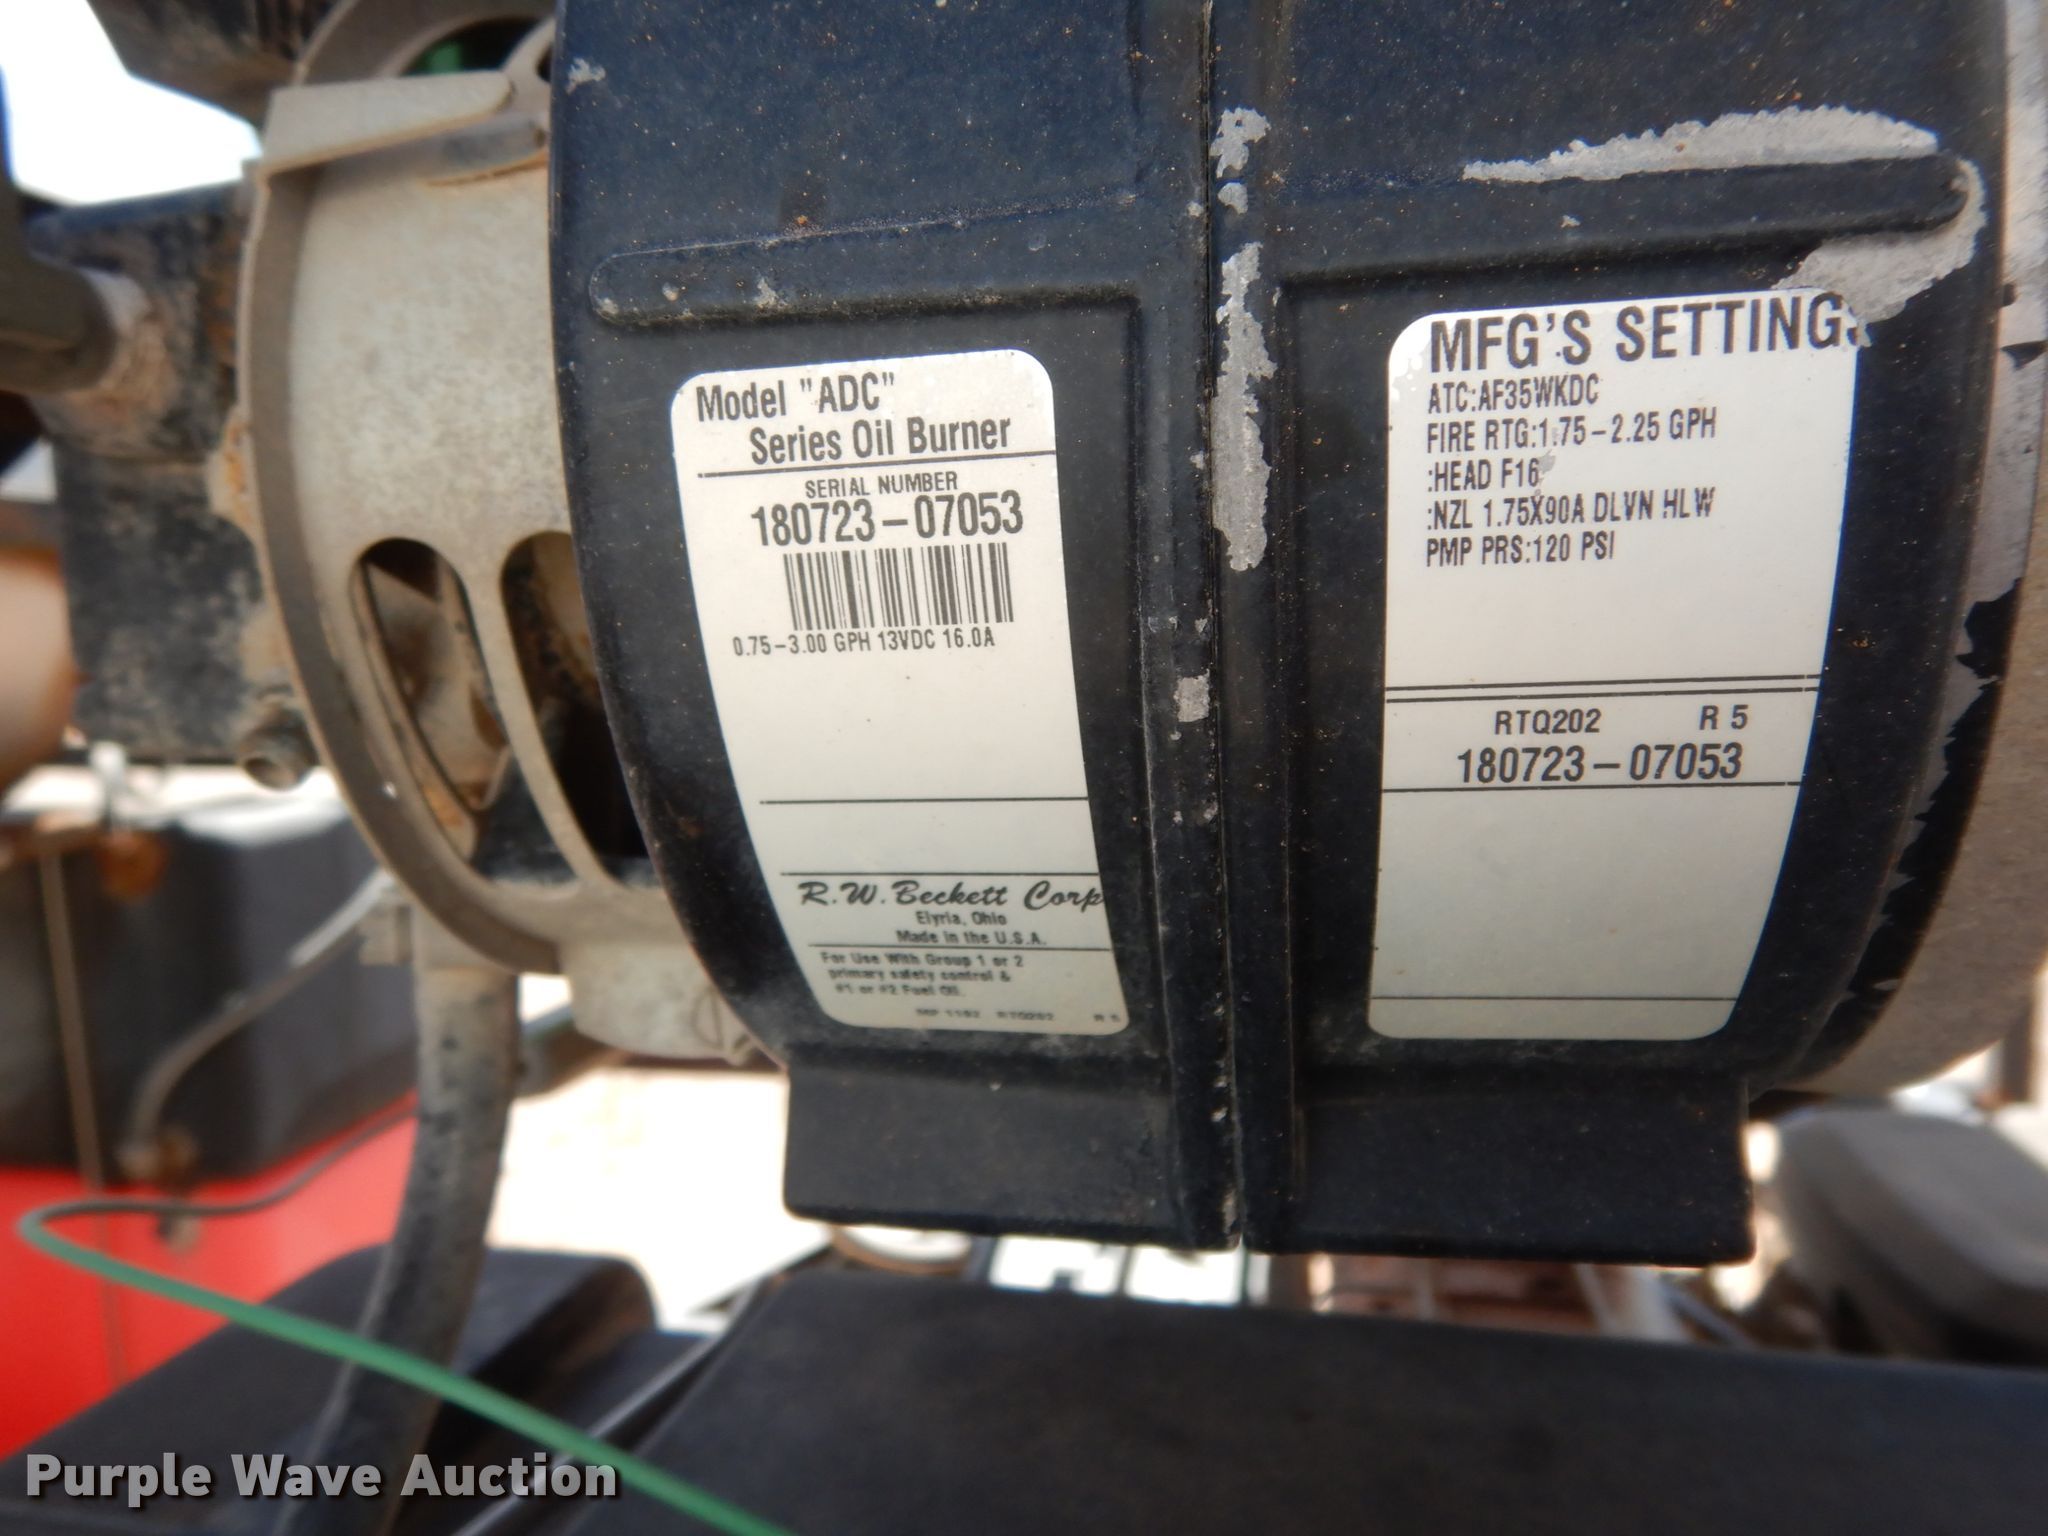 Model "ADC"
Series Oil Burner
SERIAL NUMBER
180723-07053
0.75-3.00 GPH 13VDC 16.0A
R.W. Beckett Corp
Elyria, Ohio
Made in the U.S.A.
For Use With Group 1 or 2
primary safety control &
#1 or #2 Fuel Oil.
RTQ202 R 5
MFG'S SETTING
ATC:AF35WKDC
FIRE RTG:1.75-2.25 GPH
:HEAD F16
:NZL 1.75X90A DLVN HLW
PMP PRS:120 PSI
RTQ202 R 5
180723-07053
Purple Wave Auction